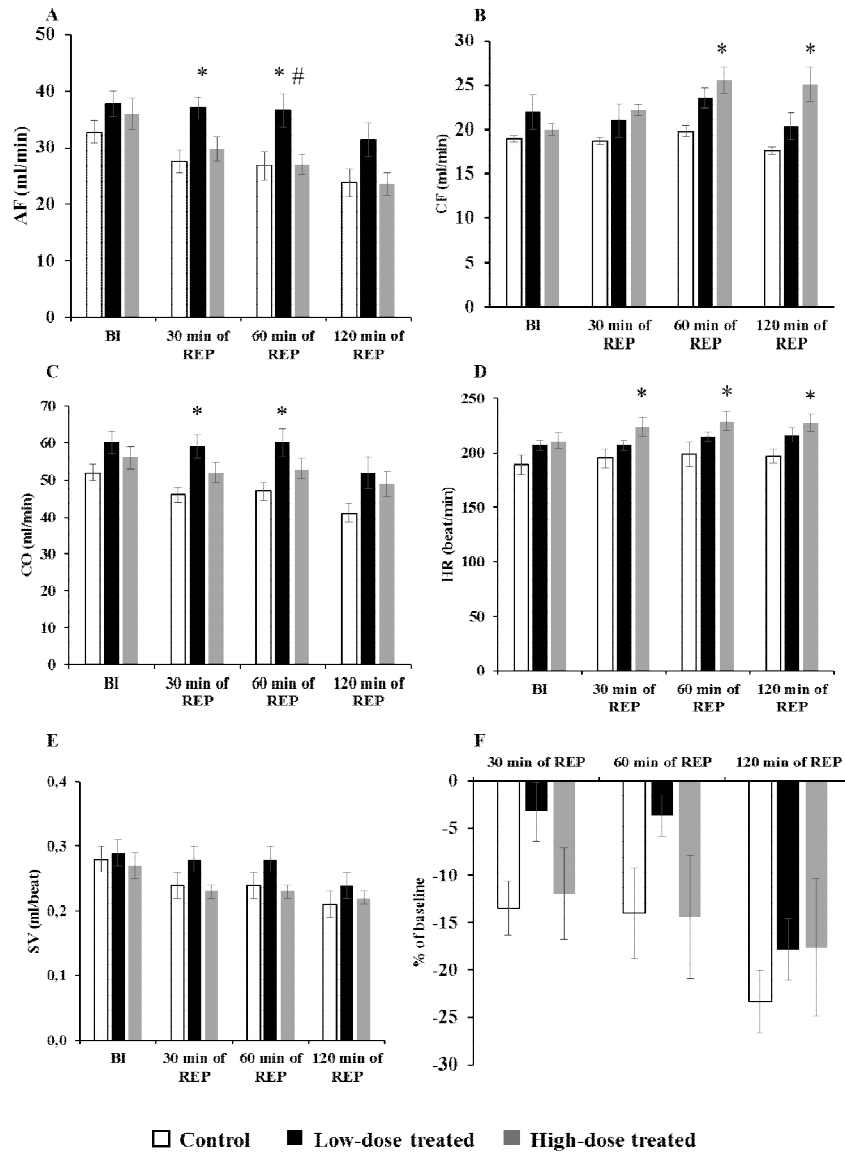 A
AF (ml/min)
50
40
30
20
10
0
* * #
BI 30 min of REP 60 min of REP 120 min of REP
B
CF (ml/min)
30
25
20
15
10
5
0
* *
BI 30 min of REP 60 min of REP 120 min of REP
C
CO (ml/min)
70
60
50
40
30
20
10
0
* *
BI 30 min of REP 60 min of REP 120 min of REP
D
HR (beat/min)
250
200
150
100
50
0
* * *
BI 30 min of REP 60 min of REP 120 min of REP
E
SV (ml/beat)
0,4
0,3
0,2
0,1
0,0
BI 30 min of REP 60 min of REP 120 min of REP
F
30 min of REP 60 min of REP 120 min of REP
% of baseline
0
-5
-10
-15
-20
-25
-30
Control Low-dose treated High-dose treated